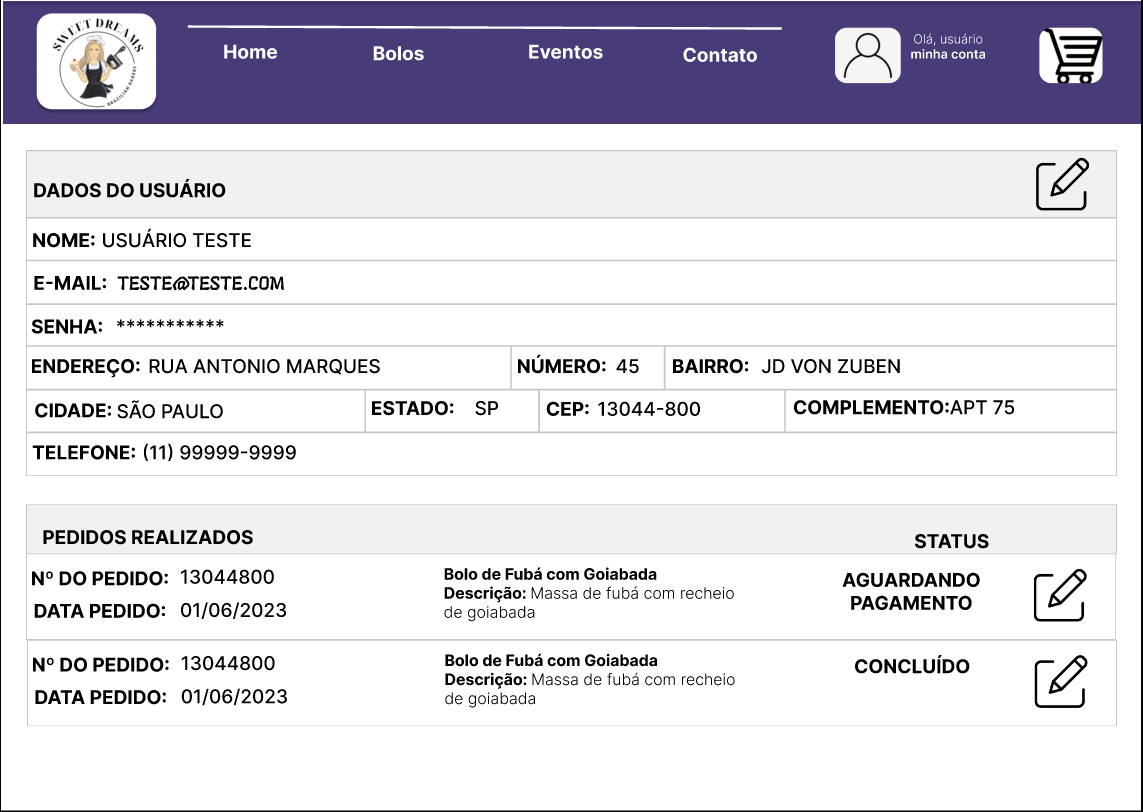 SWEET DREAMS
BRAZILIAN BAKERY
Home Bolos Eventos Contato
Olá, usuário
minha conta
DADOS DO USUÁRIO
NOME: USUÁRIO TESTE
E-MAIL: TESTE@TESTE.COM
SENHA: ***********
ENDEREÇO: RUA ANTONIO MARQUES NÚMERO: 45 BAIRRO: JD VON ZUBEN
CIDADE: SÃO PAULO ESTADO: SP CEP: 13044-800 COMPLEMENTO:APT 75
TELEFONE: (11) 99999-9999
PEDIDOS REALIZADOS STATUS
Nº DO PEDIDO: 13044800
DATA PEDIDO: 01/06/2023
Bolo de Fubá com Goiabada
Descrição: Massa de fubá com recheio
de goiabada
AGUARDANDO
PAGAMENTO
Nº DO PEDIDO: 13044800
DATA PEDIDO: 01/06/2023
Bolo de Fubá com Goiabada
Descrição: Massa de fubá com recheio
de goiabada
CONCLUÍDO